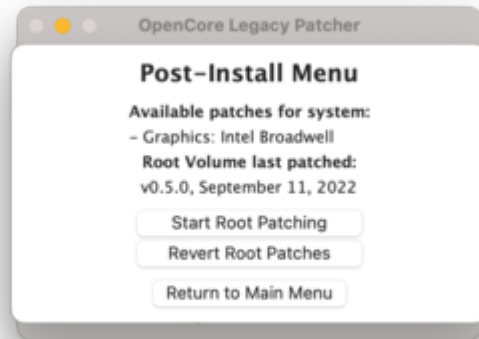 OpenCore Legacy Patcher
Post-Install Menu
Available patches for system:
- Graphics: Intel Broadwell
Root Volume last patched:
v0.5.0, September 11, 2022
Start Root Patching
Revert Root Patches
Return to Main Menu